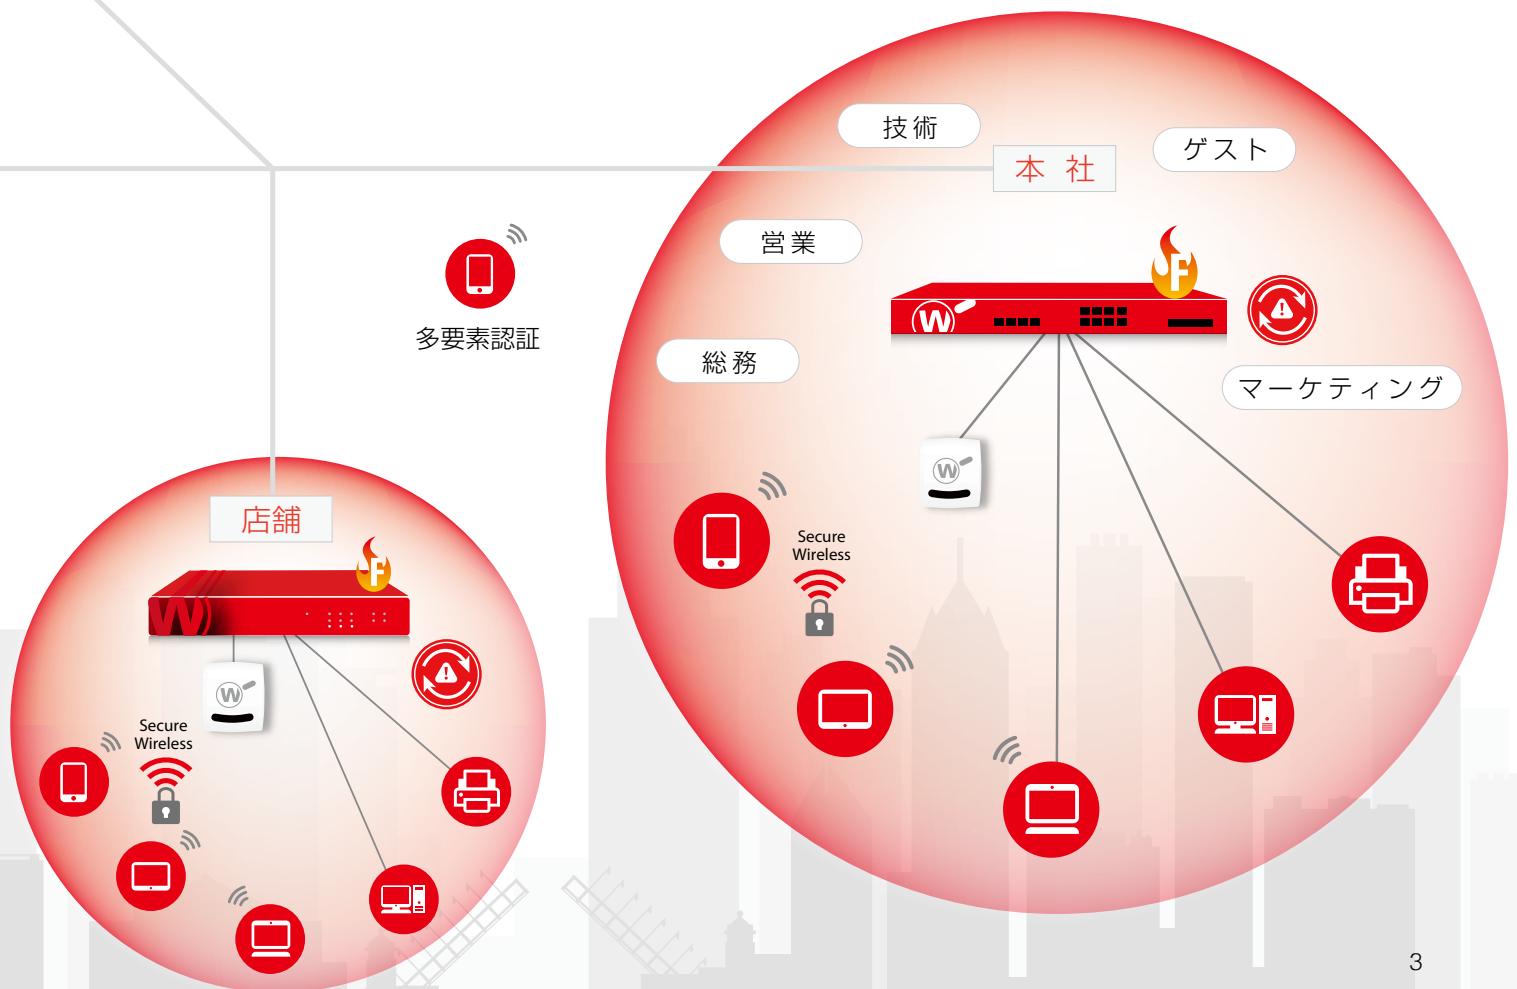 技術
ゲスト
本 社
営業
多要素認証
総務
マーケティング
F
W
W
Secure
Wireless
店舗
F
W
W
Secure
Wireless
3